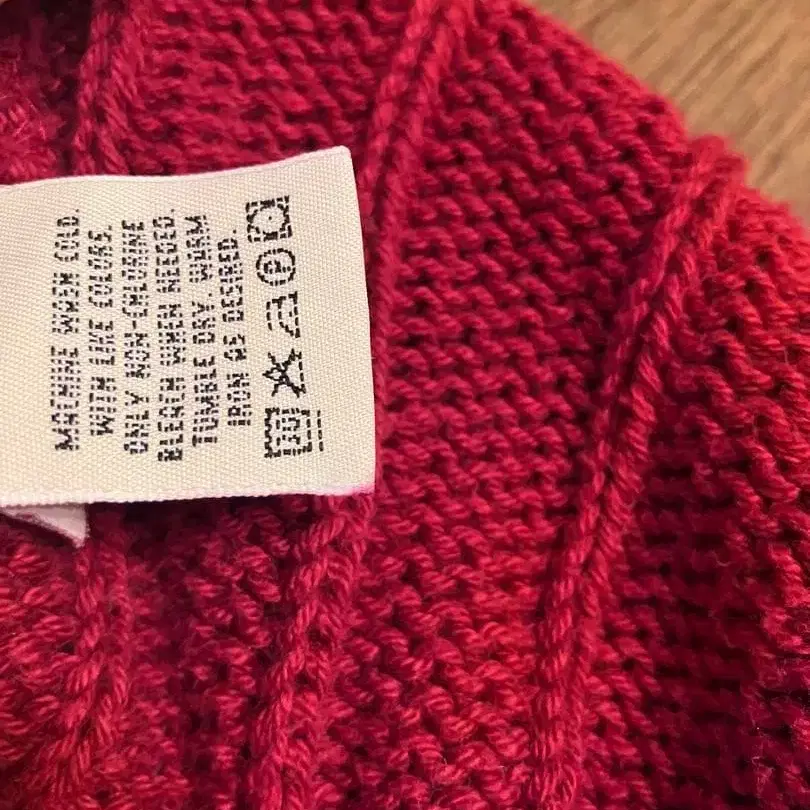 MACHINE WASH COLD.
WITH LIKE COLORS.
ONLY NON-CHLORINE
BLEACH WHEN NEEDED.
TUMBLE DRY. WARM
IRON AS DESIRED.